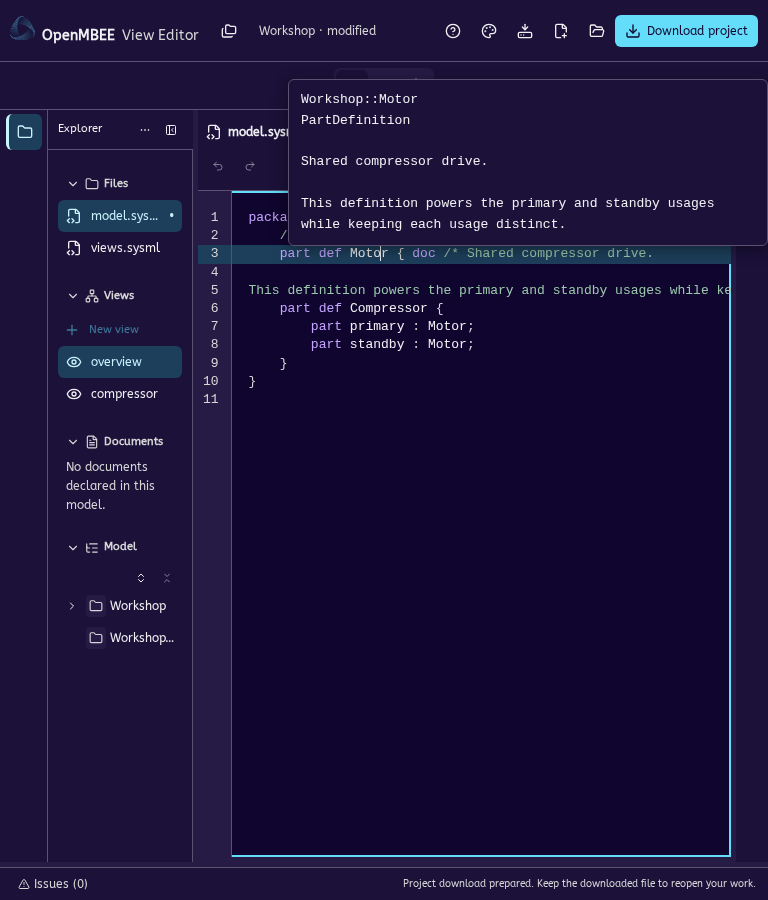 OpenMBEE View Editor
Workshop · modified
Download project
Explorer
Files
model.sys... •
views.sysml
Views
New view
overview
compressor
Documents
No documents
declared in this
model.
Model
Workshop
Workshop...
Workshop::Motor
PartDefinition
Shared compressor drive.
This definition powers the primary and standby usages
while keeping each usage distinct.
1 packa
2 /
3 part def Motor { doc /* Shared compressor drive.
4
5 This definition powers the primary and standby usages while ke
6 part def Compressor {
7 part primary : Motor;
8 part standby : Motor;
9 }
10 }
11
Issues (0)
Project download prepared. Keep the downloaded file to reopen your work.